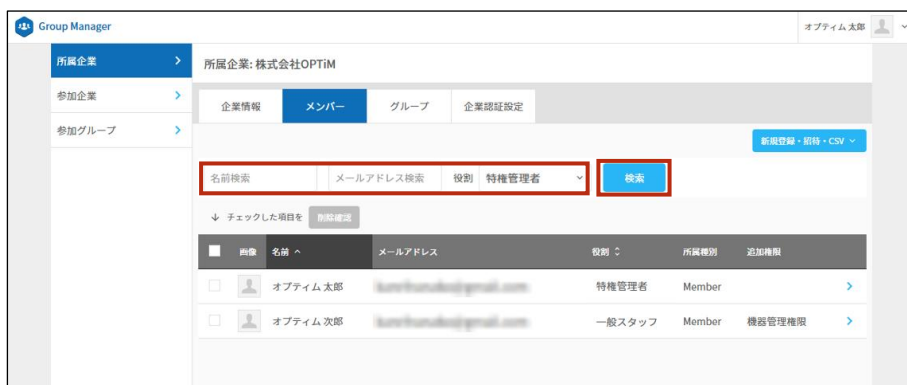 Group Manager
オプティム 太郎
所属企業
参加企業
参加グループ
所属企業: 株式会社OPTiM
企業情報 メンバー グループ 企業認証設定
新規登録・招待・CSV
名前検索 メールアドレス検索 役割 特権管理者 検索
↓ チェックした項目を 削除確認
画像 名前 メールアドレス 役割 所属種別 追加権限
オプティム 太郎 特権管理者 Member
オプティム 次郎 一般スタッフ Member 機器管理権限